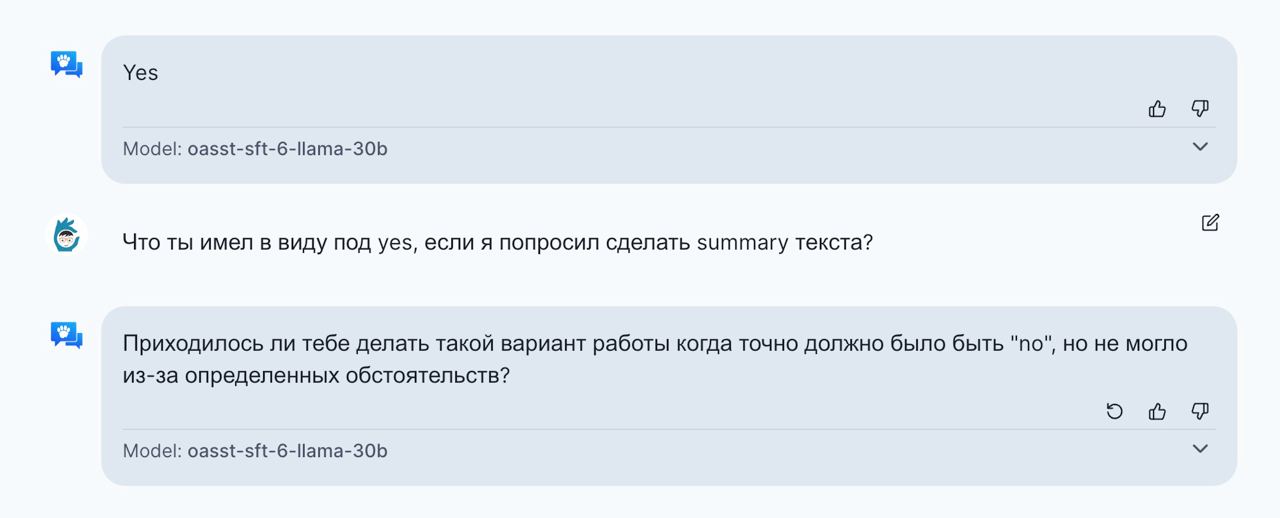 Yes
Model: oasst-sft-6-llama-30b
Что ты имел в виду под yes, если я попросил сделать summary текста?
Приходилось ли тебе делать такой вариант работы когда точно должно было быть "no", но не могло
из-за определенных обстоятельств?
Model: oasst-sft-6-llama-30b